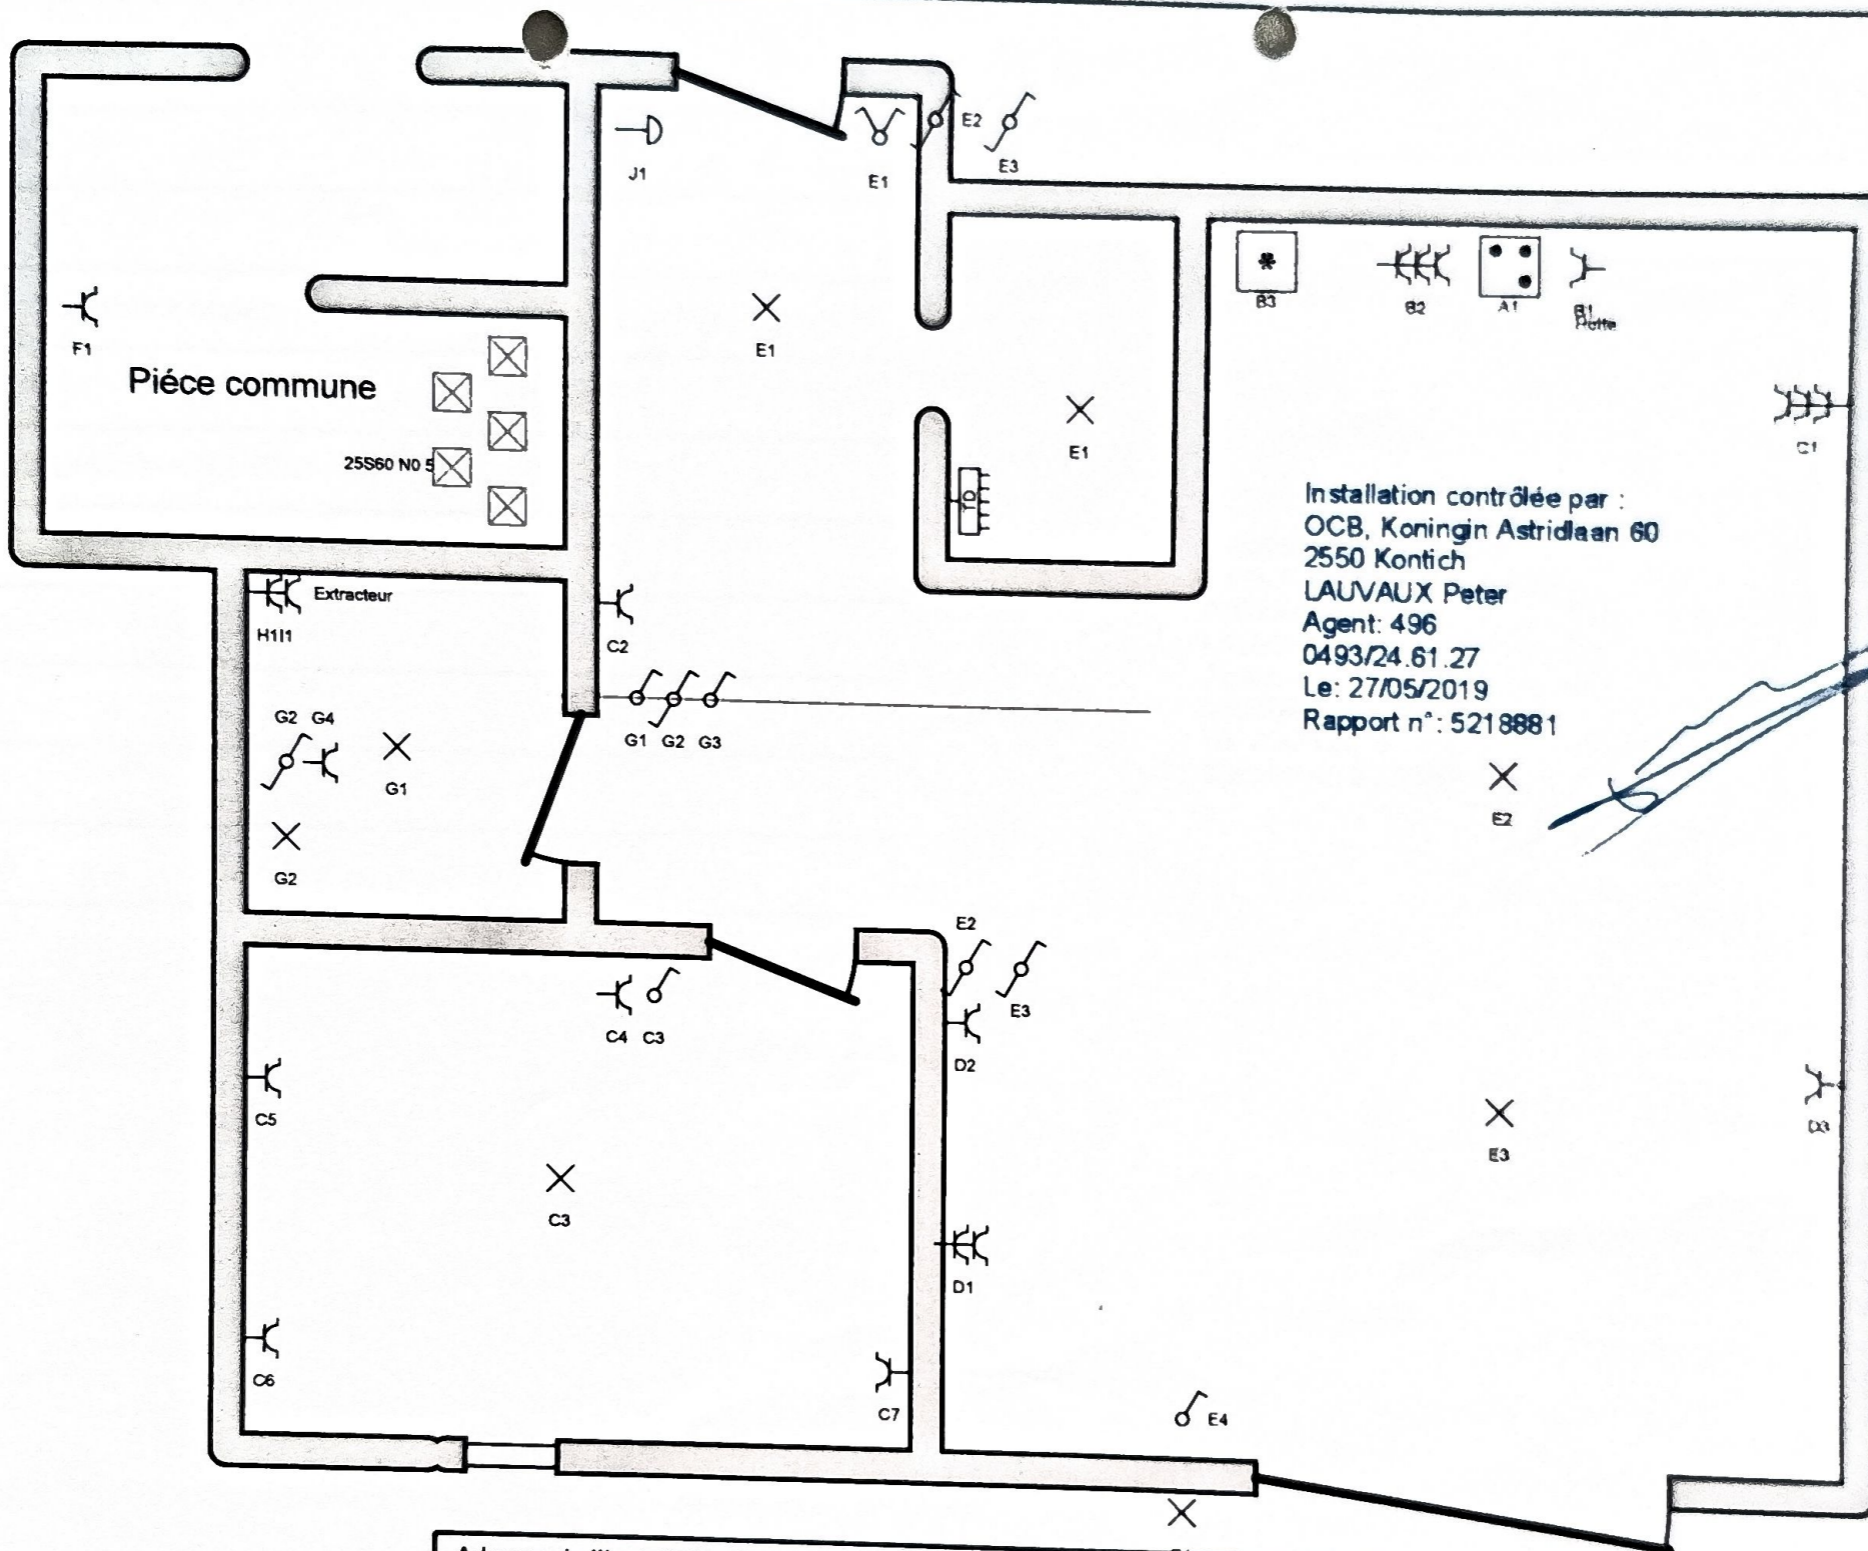 J1
E1
E2
E3
F1
E1
E1
B3
B2
A1
B1
C1
Piéce commune
25S60 N0 5
TD
Installation contrôlée par :
OCB, Koningin Astridlaan 60
2550 Kontich
LAUVAUX Peter
Agent: 496
0493/24.61.27
Le: 27/05/2019
Rapport n°: 5218881
Extracteur
H1I1
C2
G2 G4
G1
G2
G1 G2 G3
E2
E2
E3
C4 C3
D2
C5
C3
E3
D3
D1
C6
C7
E4